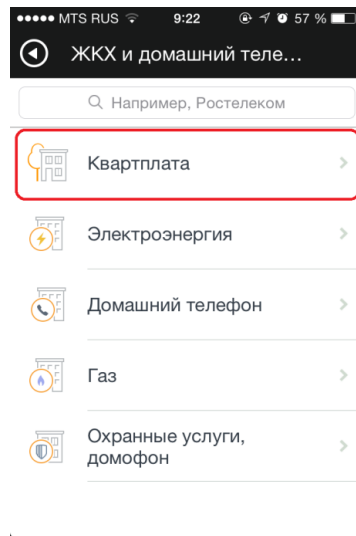 MTS RUS 9:22 57 %
ЖКХ и домашний теле...
Например, Ростелеком
Квартплата
Электроэнергия
Домашний телефон
Газ
Охранные услуги,
домофон